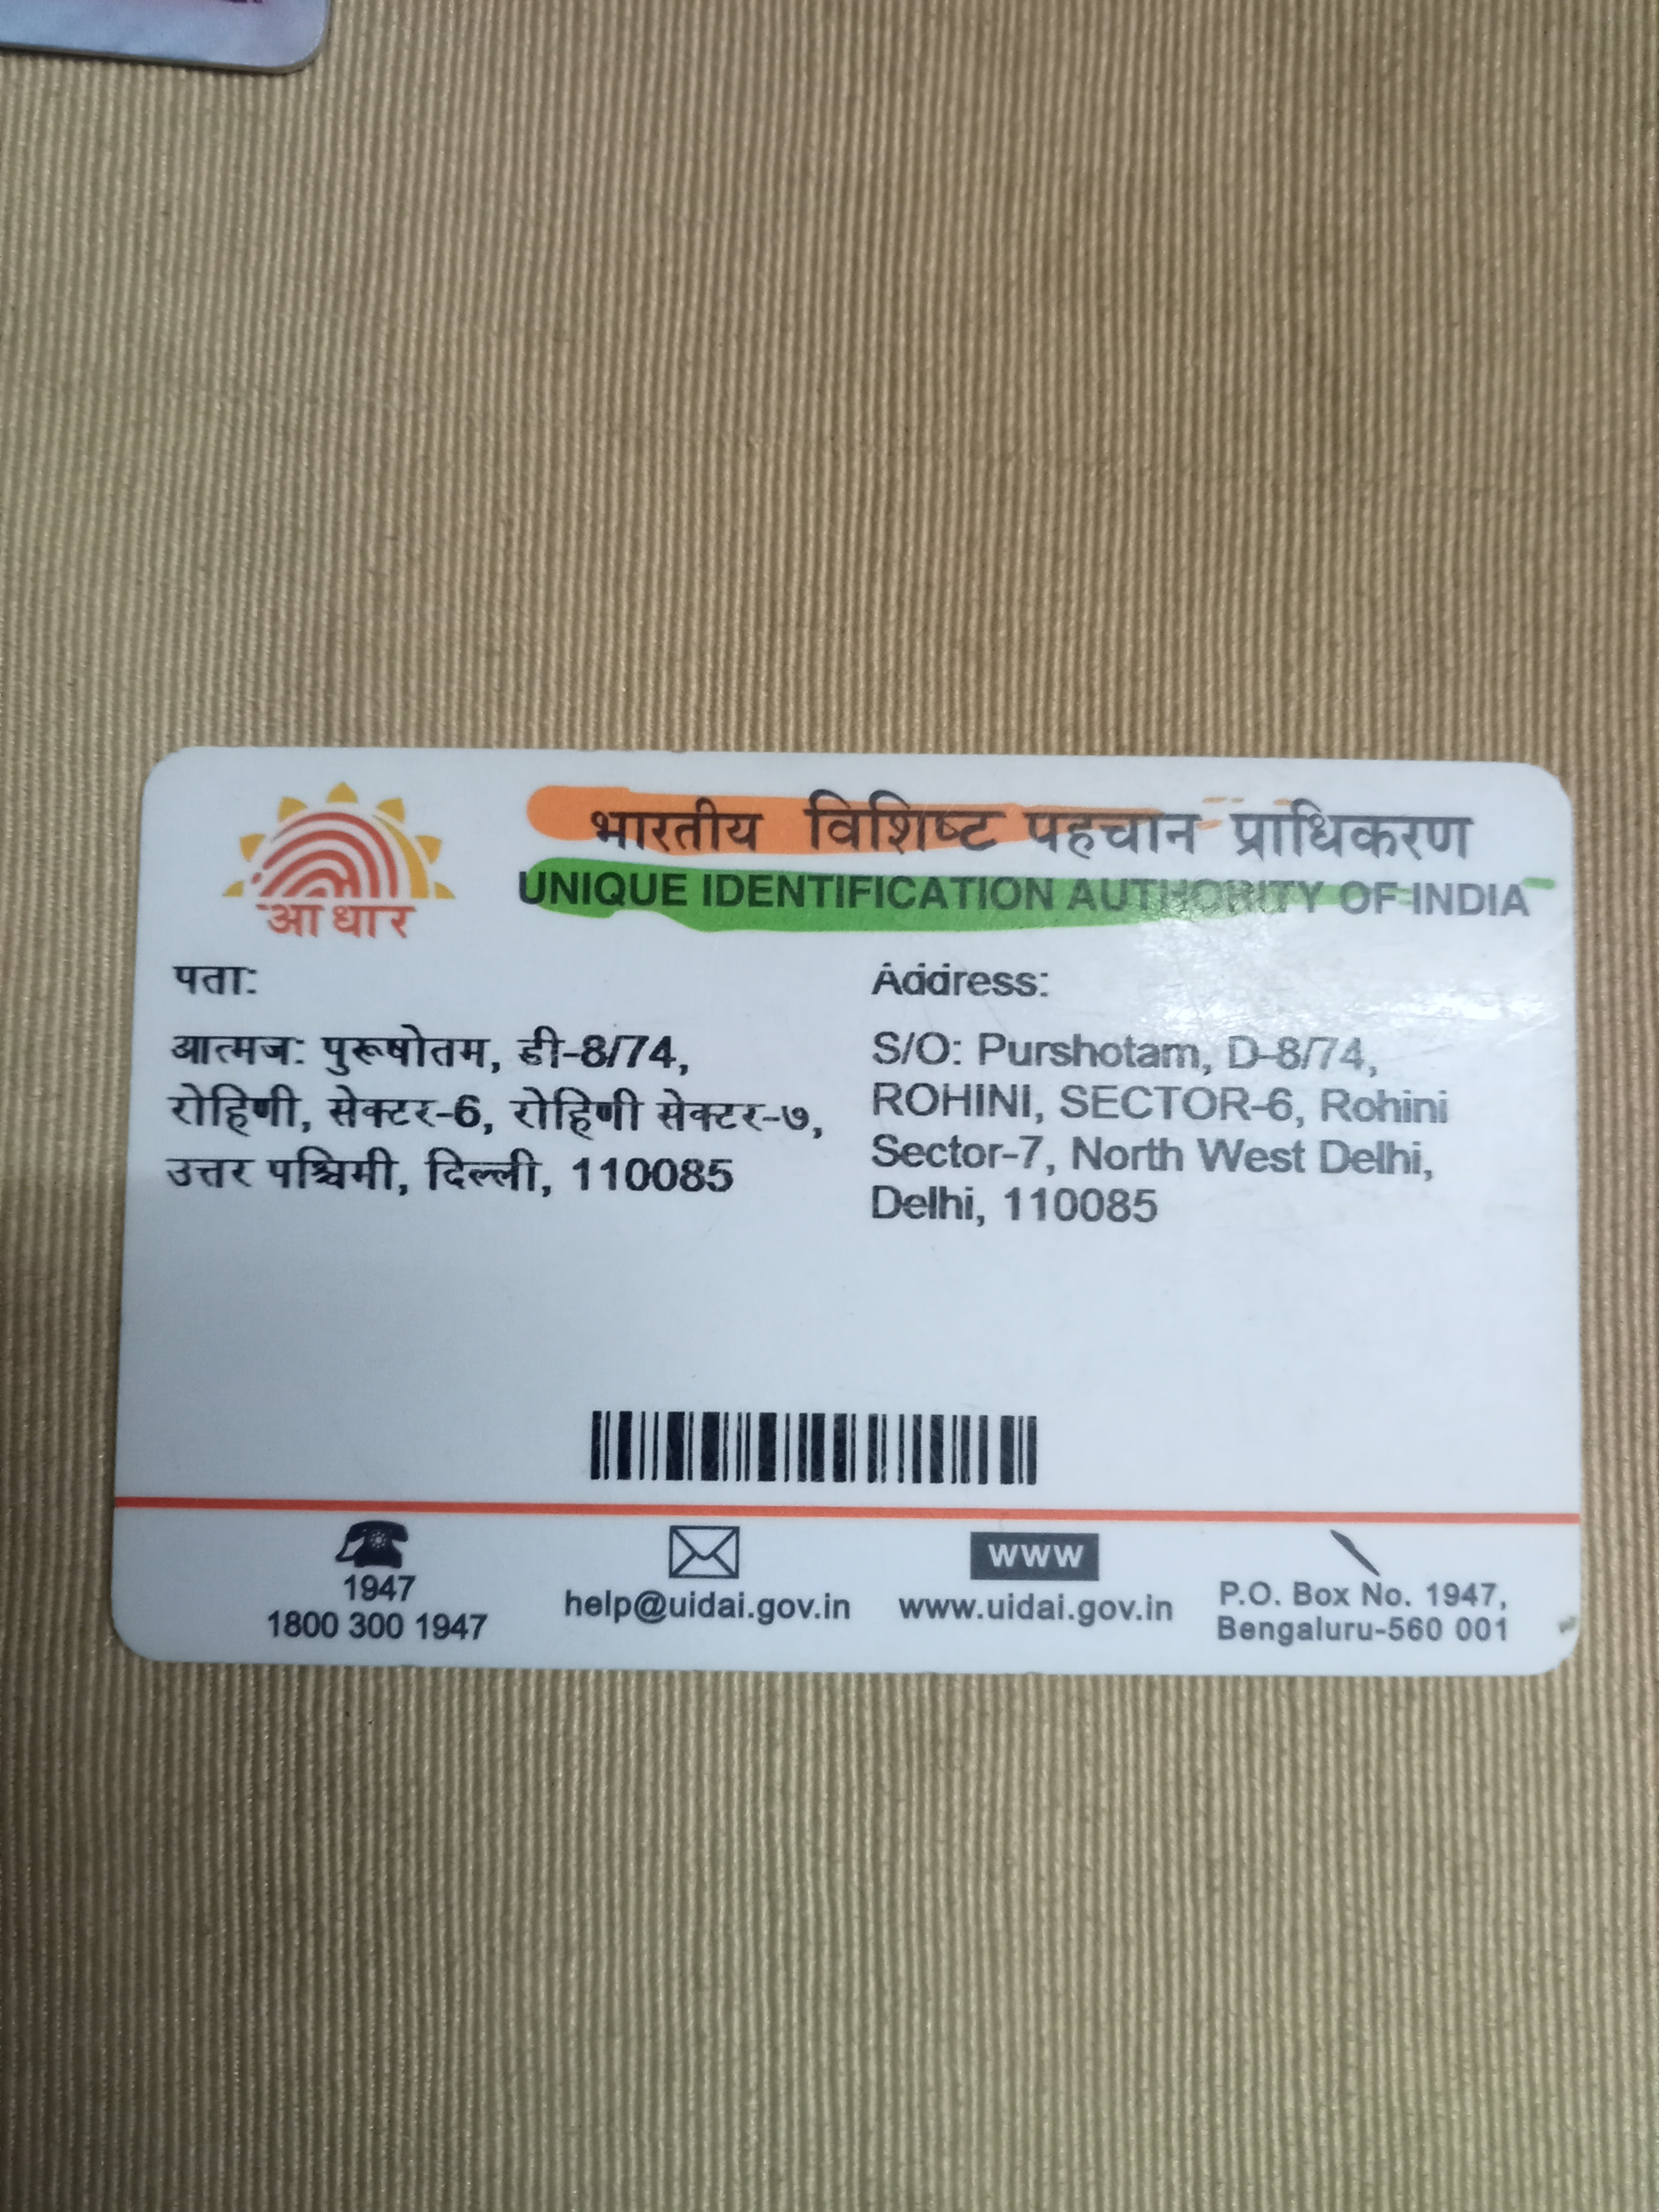 आधार
भारतीय विशिष्ट पहचान प्राधिकरण
UNIQUE IDENTIFICATION AUTHORITY OF INDIA
पता:
आत्मज: पुरूषोतम, डी-8/74,
रोहिणी, सेक्टर-6, रोहिणी सेक्टर-७,
उत्तर पश्चिमी, दिल्ली, 110085
Address:
S/O: Purshotam, D-8/74,
ROHINI, SECTOR-6, Rohini
Sector-7, North West Delhi,
Delhi, 110085
1947
1800 300 1947
help@uidai.gov.in
WWW
www.uidai.gov.in
P.O. Box No. 1947,
Bengaluru-560 001